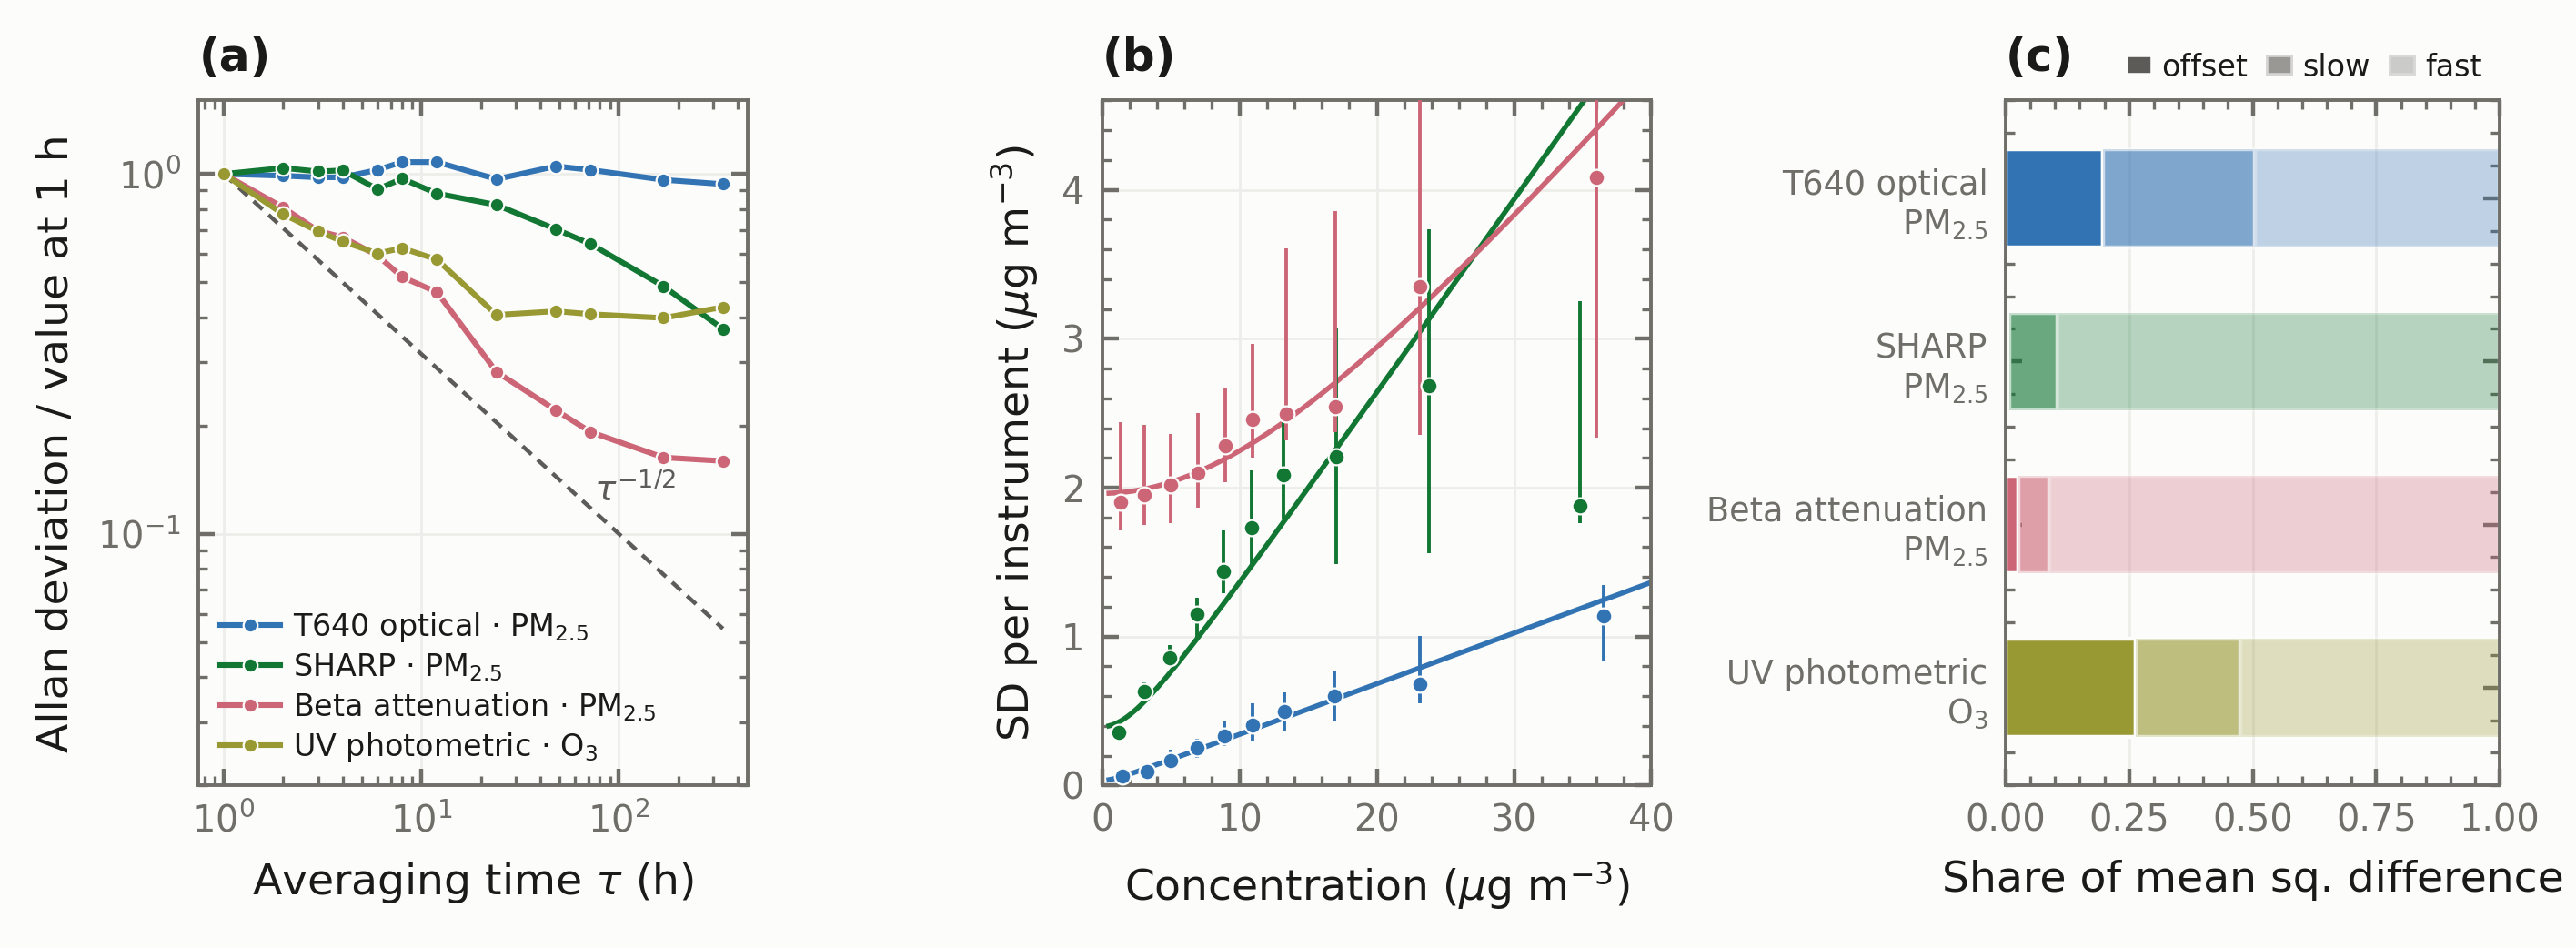 (a)
Allan deviation / value at 1 h
10⁰
10⁻¹
τ⁻¹/²
T640 optical · PM₂.₅
SHARP · PM₂.₅
Beta attenuation · PM₂.₅
UV photometric · O₃
10⁰ 10¹ 10²
Averaging time τ (h)
(b)
SD per instrument (μg m⁻³)
4
3
2
1
0
0 10 20 30 40
Concentration (μg m⁻³)
(c)
offset slow fast
T640 optical
PM₂.₅
SHARP
PM₂.₅
Beta attenuation
PM₂.₅
UV photometric
O₃
0.00 0.25 0.50 0.75 1.00
Share of mean sq. difference